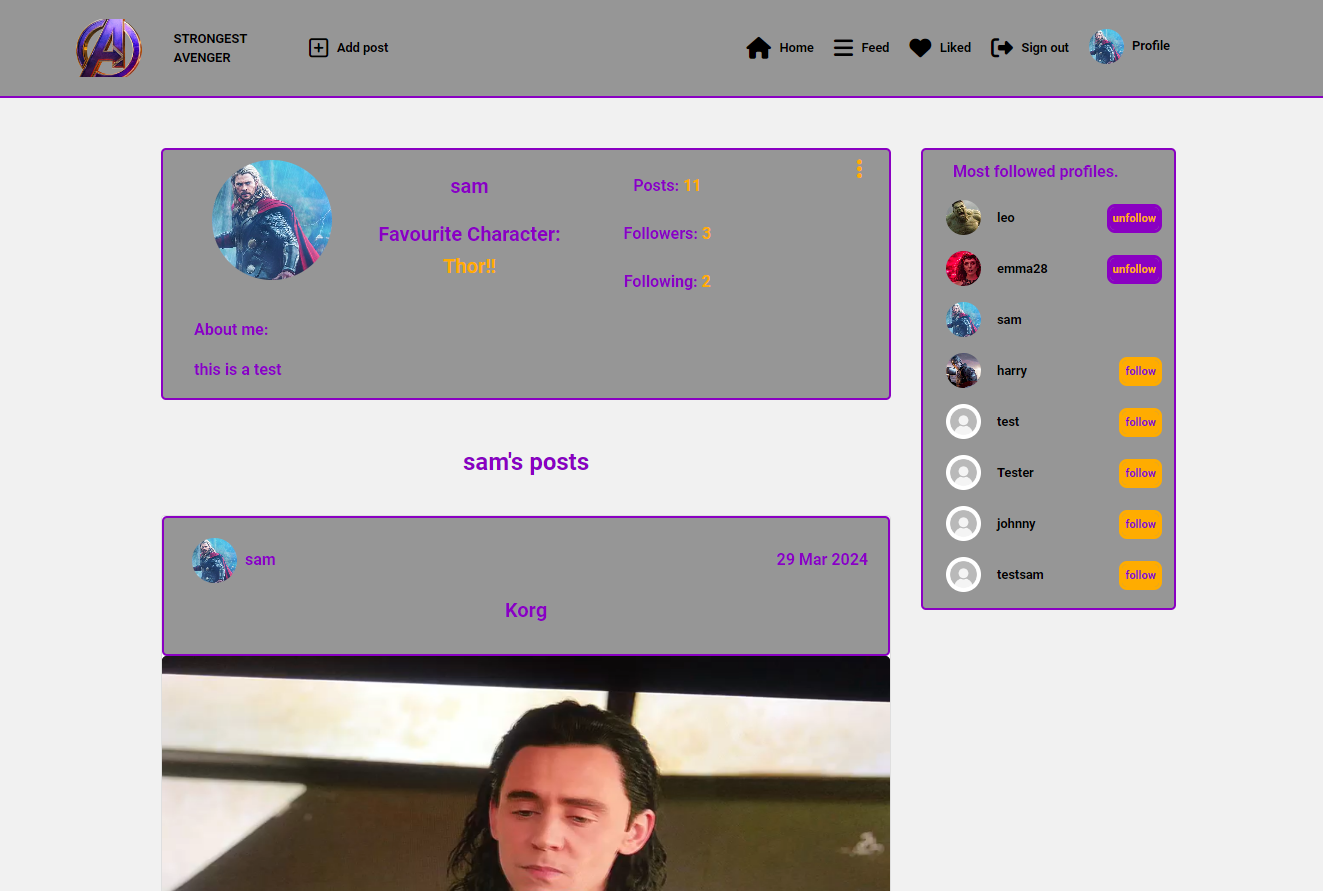 STRONGEST
AVENGER
Add post
Home
Feed
Liked
Sign out
Profile
sam
Favourite Character:
Thor!!
Posts: 11
Followers: 3
Following: 2
About me:
this is a test
Most followed profiles.
leo
unfollow
emma28
unfollow
sam
harry
follow
test
follow
Tester
follow
johnny
follow
testsam
follow
sam's posts
sam
29 Mar 2024
Korg